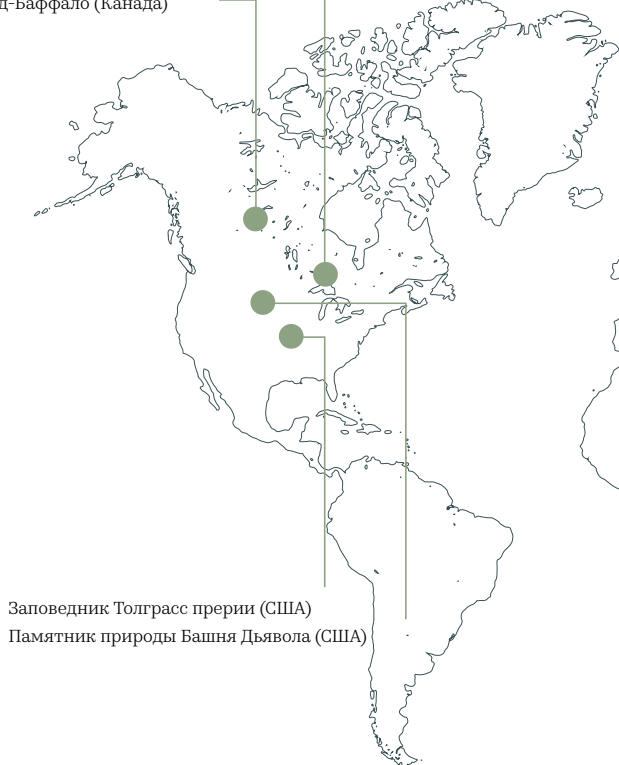 д-Баффало (Канада)
Заповедник Толграсс прерии (США)
Памятник природы Башня Дьявола (США)